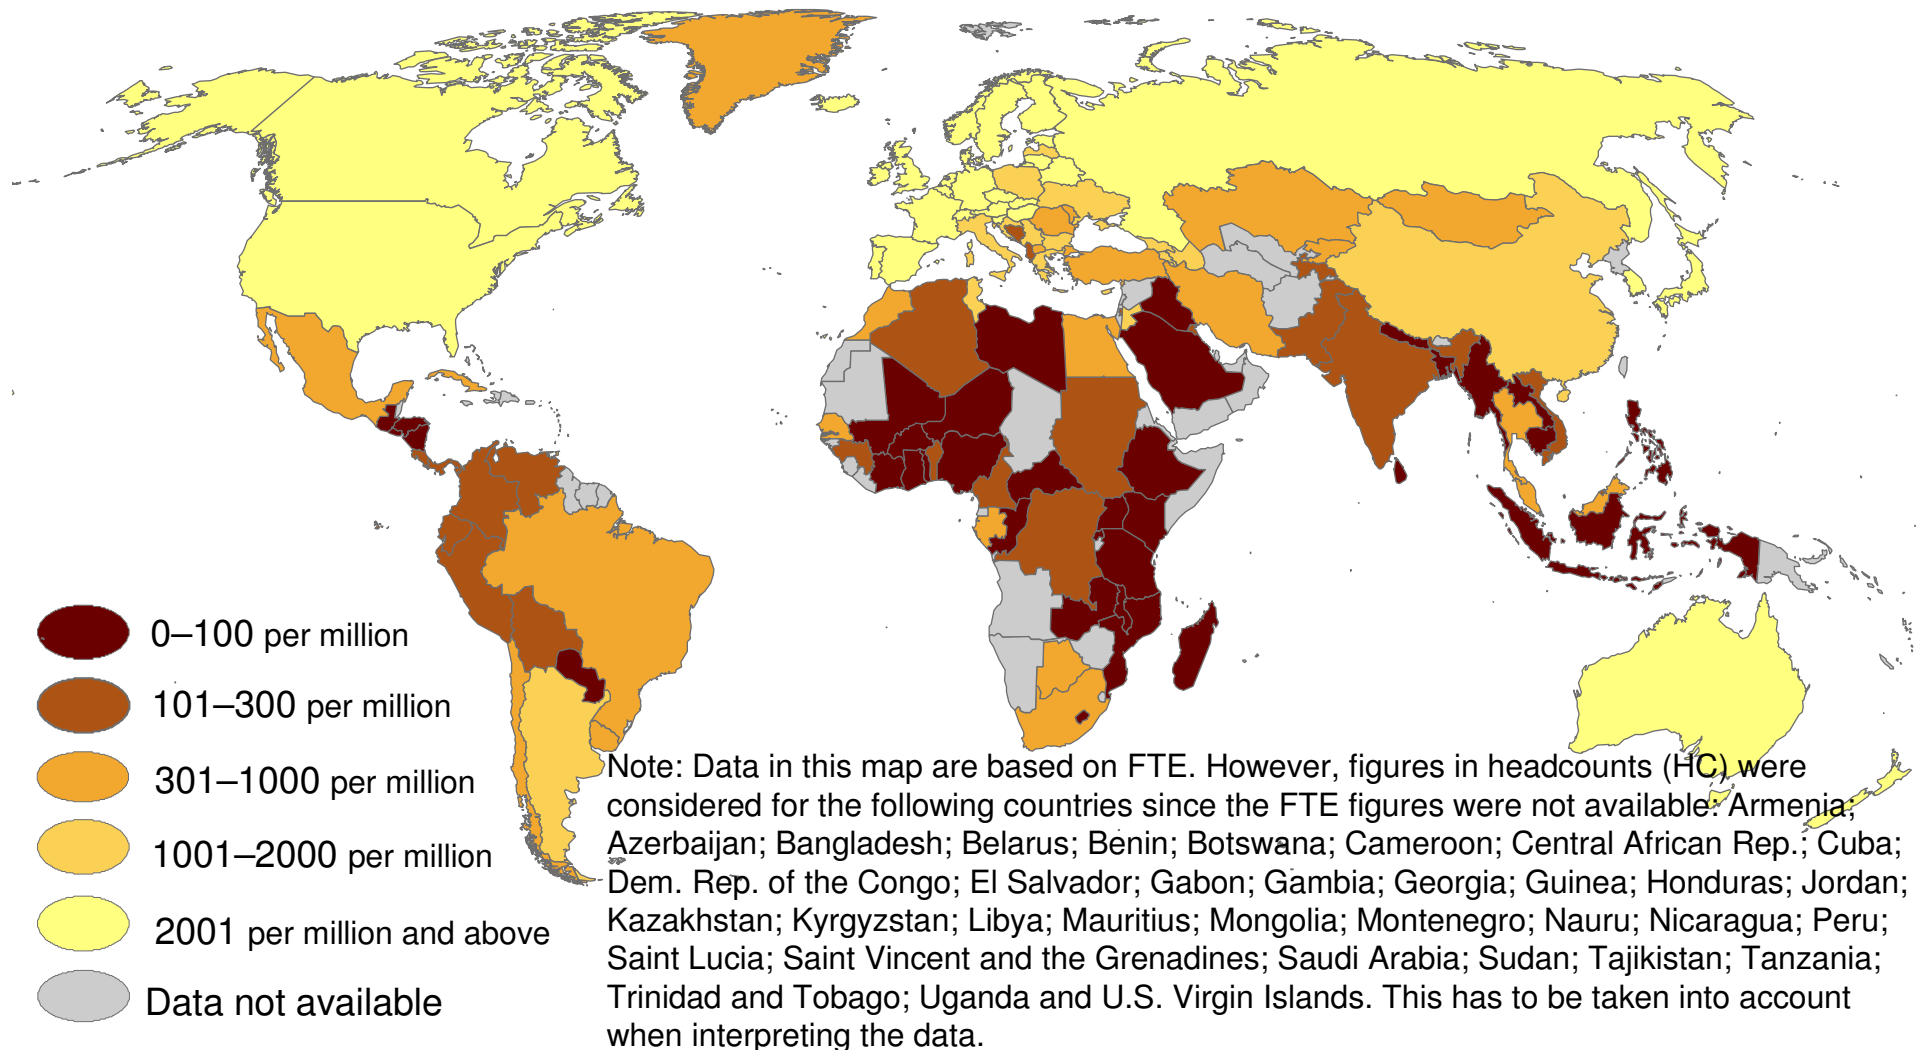 0–100 per million
101–300 per million
301–1000 per million
1001–2000 per million
2001 per million and above
Data not available
Note: Data in this map are based on FTE. However, figures in headcounts (HC) were
considered for the following countries since the FTE figures were not available: Armenia;
Azerbaijan; Bangladesh; Belarus; Benin; Botswana; Cameroon; Central African Rep.; Cuba;
Dem. Rep. of the Congo; El Salvador; Gabon; Gambia; Georgia; Guinea; Honduras; Jordan;
Kazakhstan; Kyrgyzstan; Libya; Mauritius; Mongolia; Montenegro; Nauru; Nicaragua; Peru;
Saint Lucia; Saint Vincent and the Grenadines; Saudi Arabia; Sudan; Tajikistan; Tanzania;
Trinidad and Tobago; Uganda and U.S. Virgin Islands. This has to be taken into account
when interpreting the data.